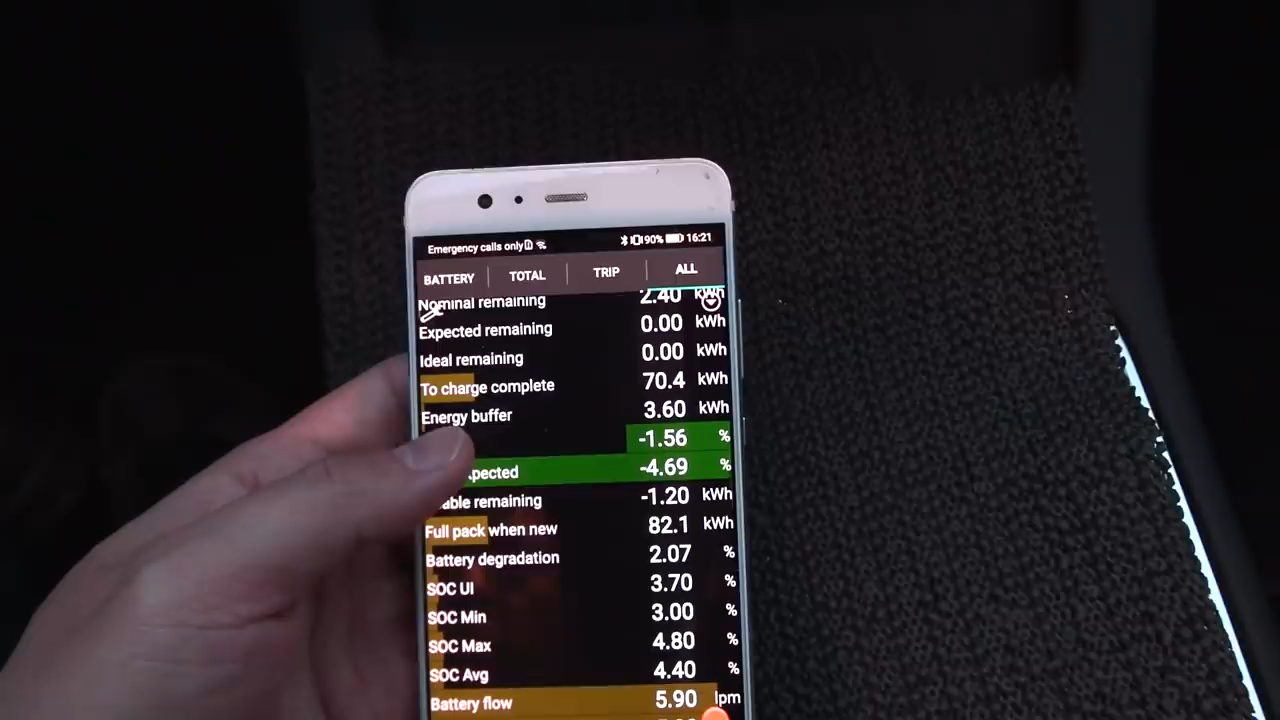 Emergency calls only 90% 16:21
BATTERY TOTAL TRIP ALL
Nominal remaining 2.40 kWh
Expected remaining 0.00 kWh
Ideal remaining 0.00 kWh
To charge complete 70.4 kWh
Energy buffer 3.60 kWh
-1.56 %
pected -4.69 %
able remaining -1.20 kWh
Full pack when new 82.1 kWh
Battery degradation 2.07 %
SOC UI 3.70 %
SOC Min 3.00 %
SOC Max 4.80 %
SOC Avg 4.40 %
Battery flow 5.90 lpm